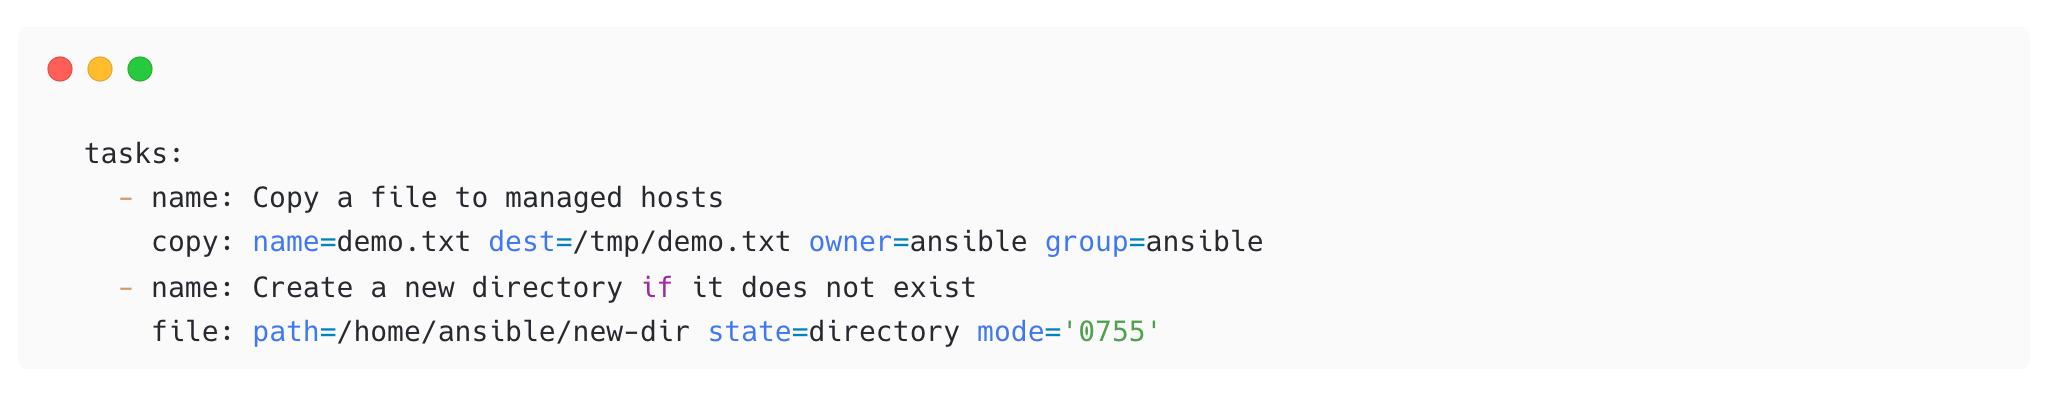 tasks:
- name: Copy a file to managed hosts
copy: name=demo.txt dest=/tmp/demo.txt owner=ansible group=ansible
- name: Create a new directory if it does not exist
file: path=/home/ansible/new-dir state=directory mode='0755'